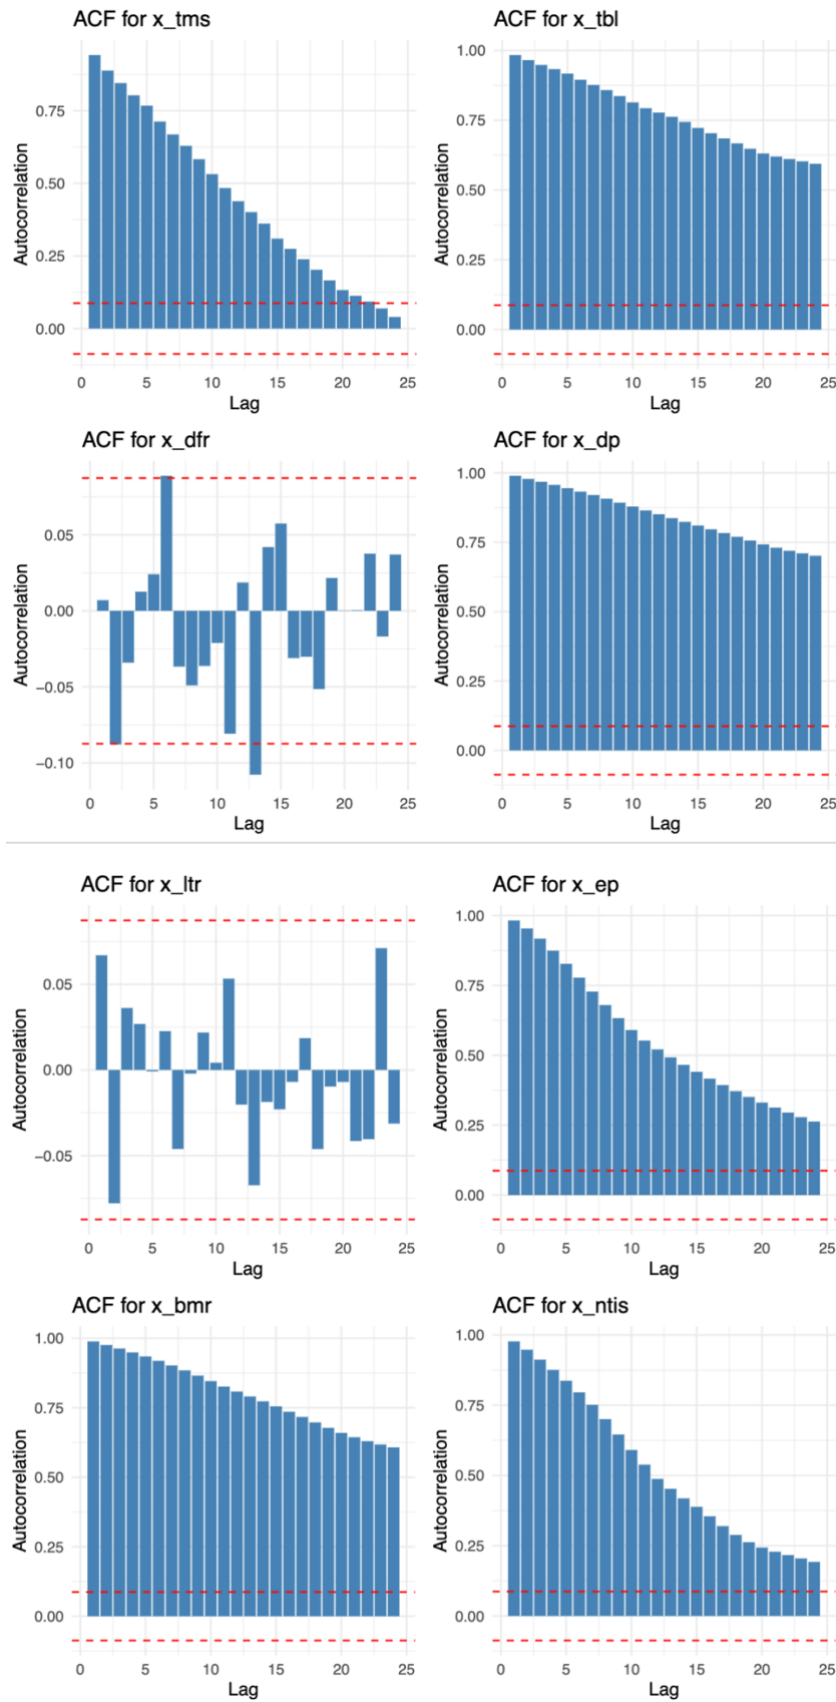 ACF for x_tms
Autocorrelation
0.75
0.50
0.25
0.00
0 5 10 15 20 25
Lag
ACF for x_tbl
Autocorrelation
1.00
0.75
0.50
0.25
0.00
0 5 10 15 20 25
Lag
ACF for x_dfr
Autocorrelation
0.05
0.00
−0.05
−0.10
0 5 10 15 20 25
Lag
ACF for x_dp
Autocorrelation
1.00
0.75
0.50
0.25
0.00
0 5 10 15 20 25
Lag
ACF for x_ltr
Autocorrelation
0.05
0.00
−0.05
0 5 10 15 20 25
Lag
ACF for x_ep
Autocorrelation
1.00
0.75
0.50
0.25
0.00
0 5 10 15 20 25
Lag
ACF for x_bmr
Autocorrelation
1.00
0.75
0.50
0.25
0.00
0 5 10 15 20 25
Lag
ACF for x_ntis
Autocorrelation
1.00
0.75
0.50
0.25
0.00
0 5 10 15 20 25
Lag